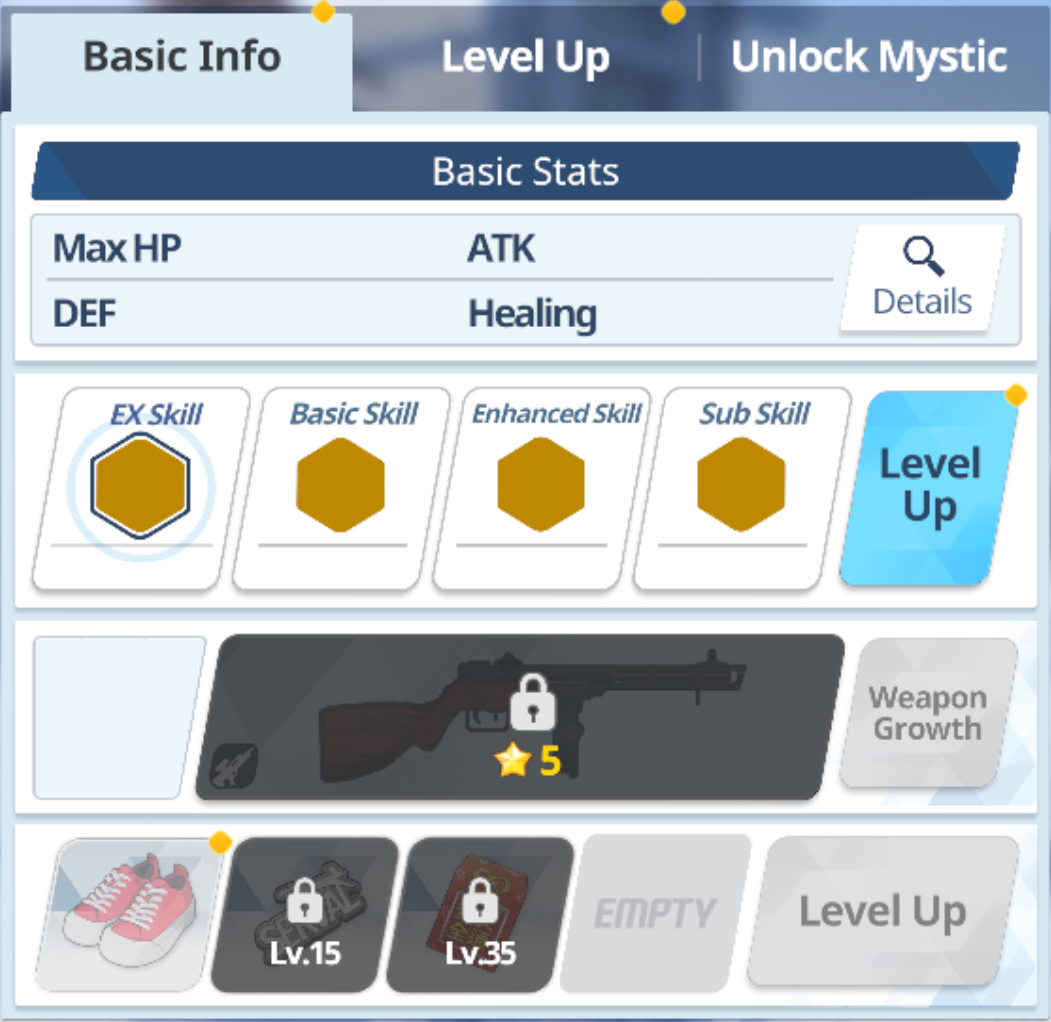 Basic Info
Level Up
Unlock Mystic
Basic Stats
Max HP
ATK
DEF
Healing
Details
EX Skill
Basic Skill
Enhanced Skill
Sub Skill
Level
Up
5
Weapon
Growth
Lv.15
Lv.35
EMPTY
Level Up